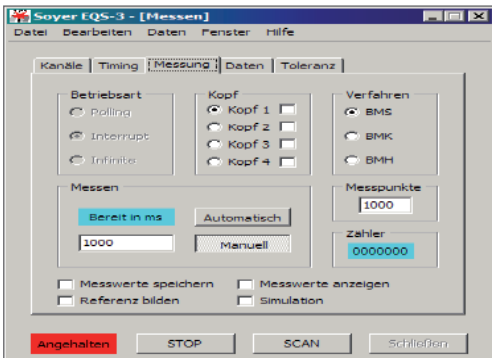 Soyer EQS-3 - [Messen]
Datei Bearbeiten Daten Fenster Hilfe
Kanäle Timing Messung Daten Toleranz
Betriebsart
Polling
Interrupt
Infinite
Kopf
Kopf 1
Kopf 2
Kopf 3
Kopf 4
Verfahren
BMS
BMK
BMH
Messen
Bereit in ms
Automatisch
1000
Manuell
Messpunkte
1000
Zähler
0000000
Messwerte speichern
Messwerte anzeigen
Referenz bilden
Simulation
Angehalten
STOP
SCAN
Schließen